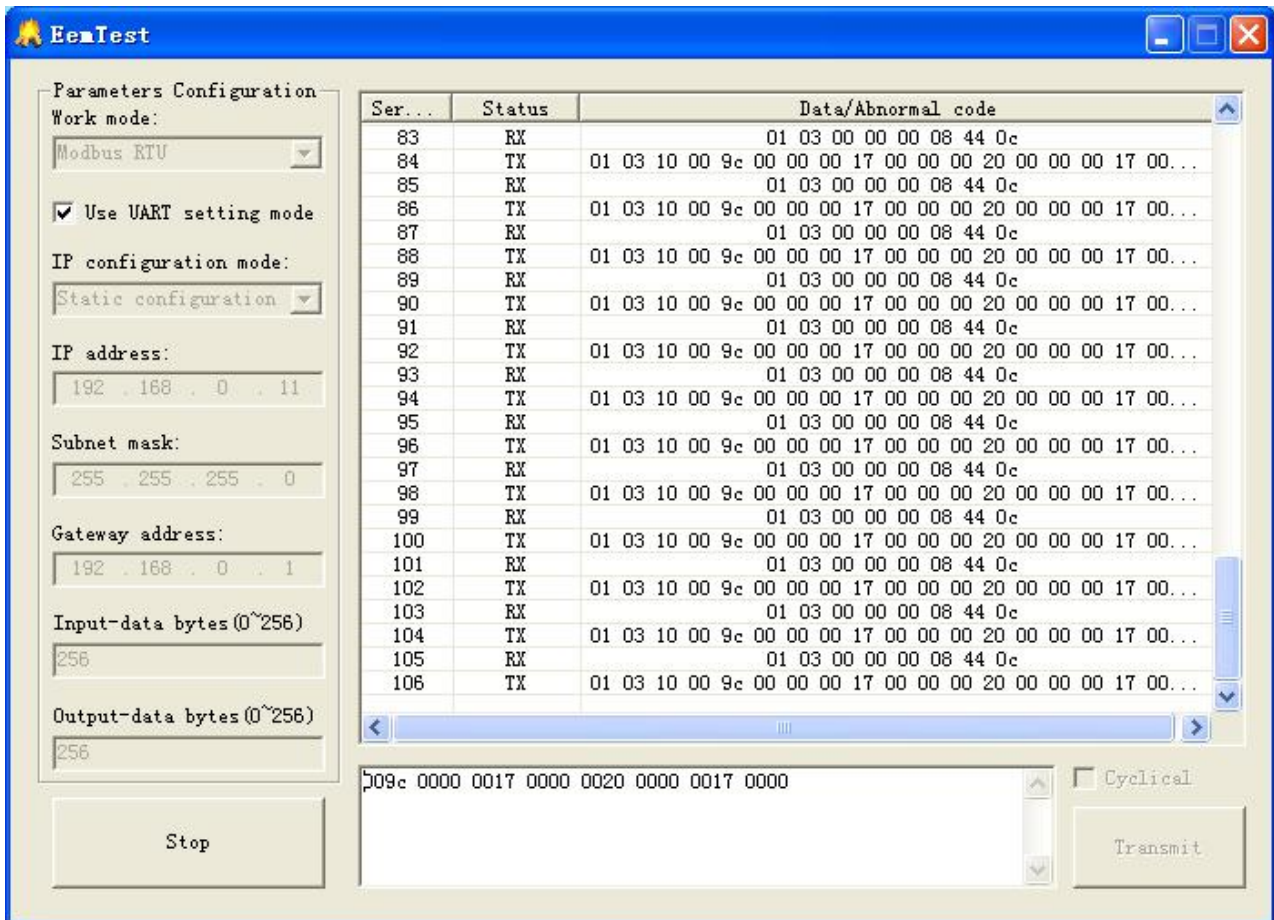 EemTest
Parameters Configuration
Work mode:
Modbus RTU
Use UART setting mode
IP configuration mode:
Static configuration
IP address:
192 . 168 . 0 . 11
Subnet mask:
255 . 255 . 255 . 0
Gateway address:
192 . 168 . 0 . 1
Input-data bytes(0~256)
256
Output-data bytes(0~256)
256
Stop
Ser... Status Data/Abnormal code
83 RX 01 03 00 00 00 08 44 0c
84 TX 01 03 10 00 9c 00 00 00 17 00 00 00 20 00 00 00 17 00...
85 RX 01 03 00 00 00 08 44 0c
86 TX 01 03 10 00 9c 00 00 00 17 00 00 00 20 00 00 00 17 00...
87 RX 01 03 00 00 00 08 44 0c
88 TX 01 03 10 00 9c 00 00 00 17 00 00 00 20 00 00 00 17 00...
89 RX 01 03 00 00 00 08 44 0c
90 TX 01 03 10 00 9c 00 00 00 17 00 00 00 20 00 00 00 17 00...
91 RX 01 03 00 00 00 08 44 0c
92 TX 01 03 10 00 9c 00 00 00 17 00 00 00 20 00 00 00 17 00...
93 RX 01 03 00 00 00 08 44 0c
94 TX 01 03 10 00 9c 00 00 00 17 00 00 00 20 00 00 00 17 00...
95 RX 01 03 00 00 00 08 44 0c
96 TX 01 03 10 00 9c 00 00 00 17 00 00 00 20 00 00 00 17 00...
97 RX 01 03 00 00 00 08 44 0c
98 TX 01 03 10 00 9c 00 00 00 17 00 00 00 20 00 00 00 17 00...
99 RX 01 03 00 00 00 08 44 0c
100 TX 01 03 10 00 9c 00 00 00 17 00 00 00 20 00 00 00 17 00...
101 RX 01 03 00 00 00 08 44 0c
102 TX 01 03 10 00 9c 00 00 00 17 00 00 00 20 00 00 00 17 00...
103 RX 01 03 00 00 00 08 44 0c
104 TX 01 03 10 00 9c 00 00 00 17 00 00 00 20 00 00 00 17 00...
105 RX 01 03 00 00 00 08 44 0c
106 TX 01 03 10 00 9c 00 00 00 17 00 00 00 20 00 00 00 17 00...
009c 0000 0017 0000 0020 0000 0017 0000
Cyclical
Transmit